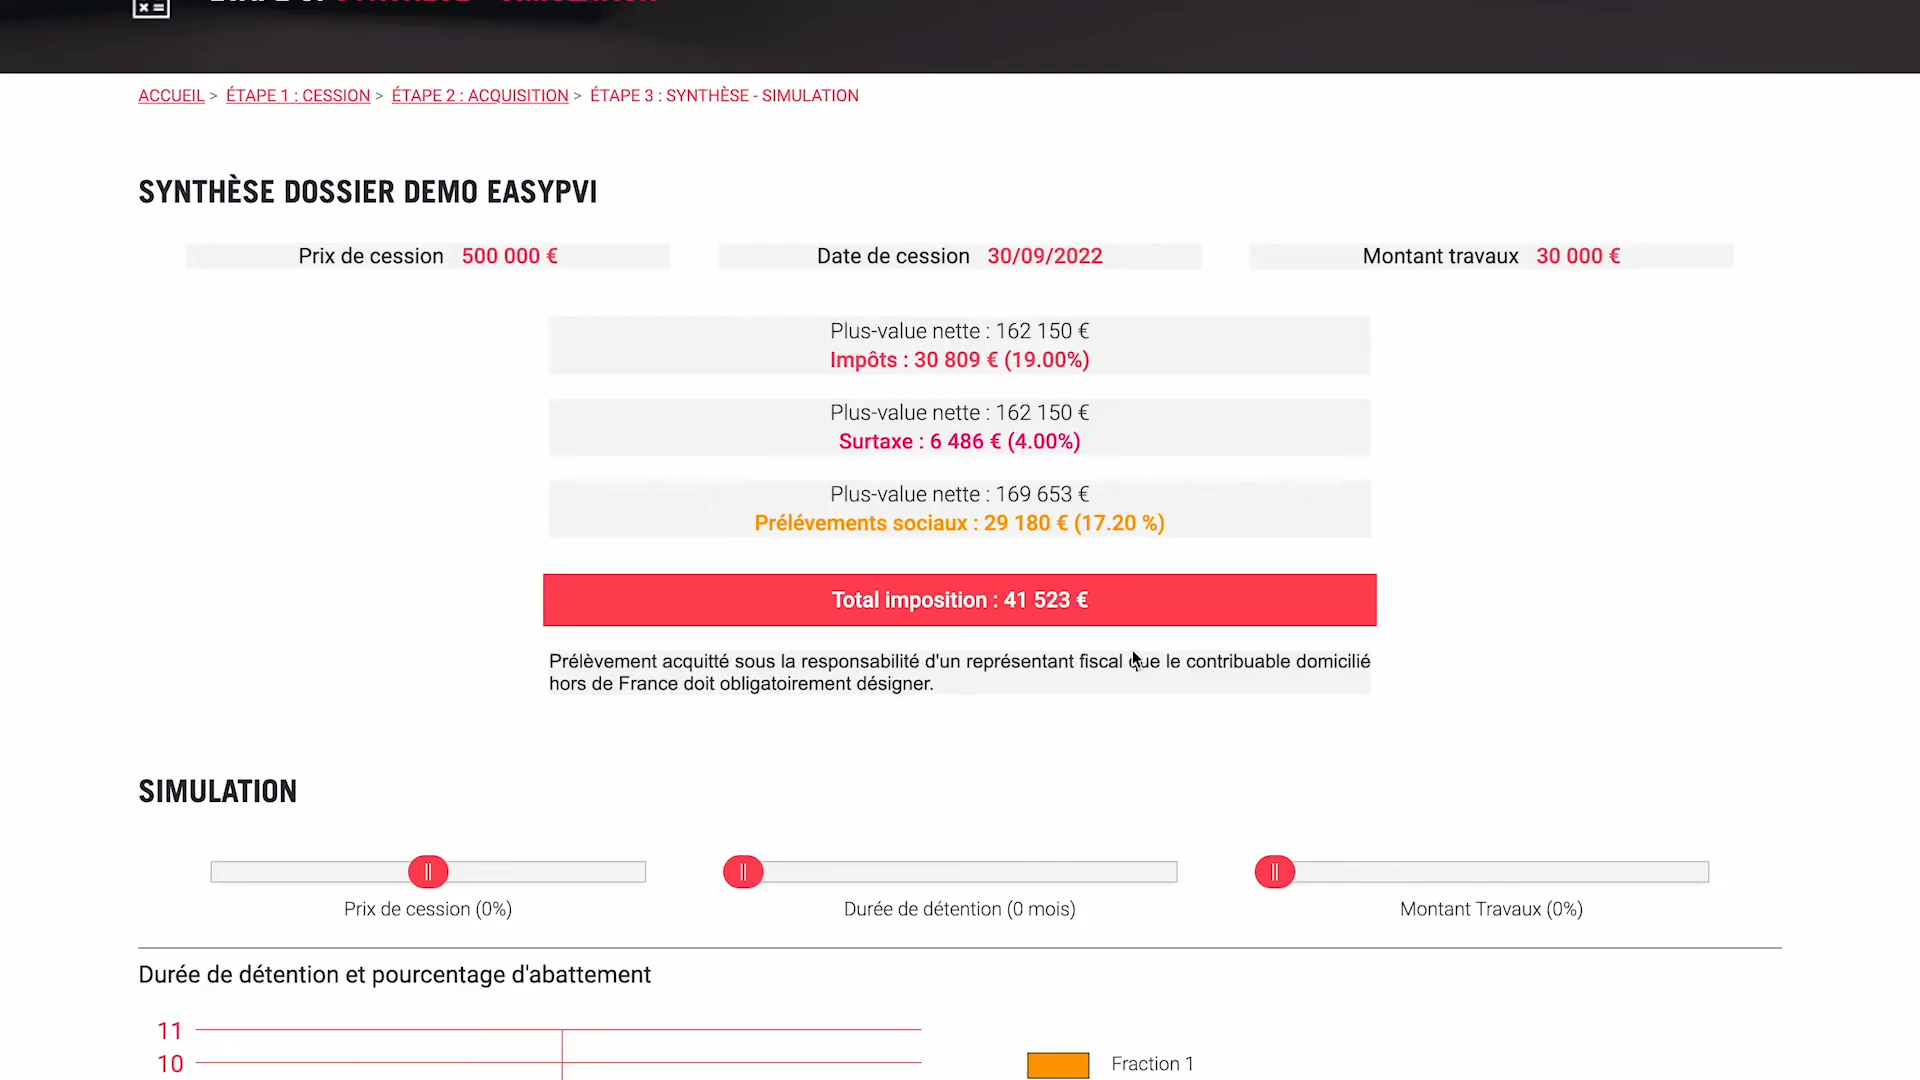 ACCUEIL > ÉTAPE 1 : CESSION > ÉTAPE 2 : ACQUISITION > ÉTAPE 3 : SYNTHÈSE - SIMULATION
SYNTHÈSE DOSSIER DEMO EASYPVI
Prix de cession 500 000 €
Date de cession 30/09/2022
Montant travaux 30 000 €
Plus-value nette : 162 150 €
Impôts : 30 809 € (19.00%)
Plus-value nette : 162 150 €
Surtaxe : 6 486 € (4.00%)
Plus-value nette : 169 653 €
Prélévements sociaux : 29 180 € (17.20 %)
Total imposition : 41 523 €
Prélèvement acquitté sous la responsabilité d'un représentant fiscal que le contribuable domicilié
hors de France doit obligatoirement désigner.
SIMULATION
Prix de cession (0%)
Durée de détention (0 mois)
Montant Travaux (0%)
Durée de détention et pourcentage d'abattement
11
10
Fraction 1